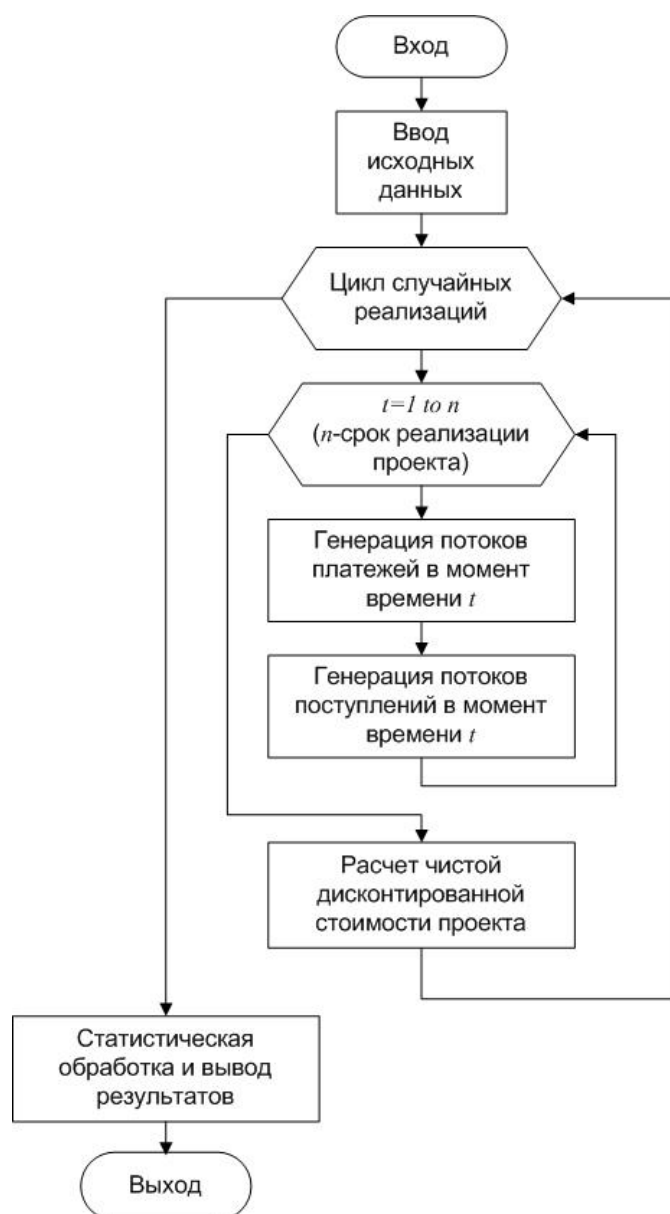 Вход
Ввод
исходных
данных
Цикл случайных
реализаций
t=1 to n
(n-срок реализации
проекта)
Генерация потоков
платежей в момент
времени t
Генерация потоков
поступлений в момент
времени t
Расчет чистой
дисконтированной
стоимости проекта
Статистическая
обработка и вывод
результатов
Выход